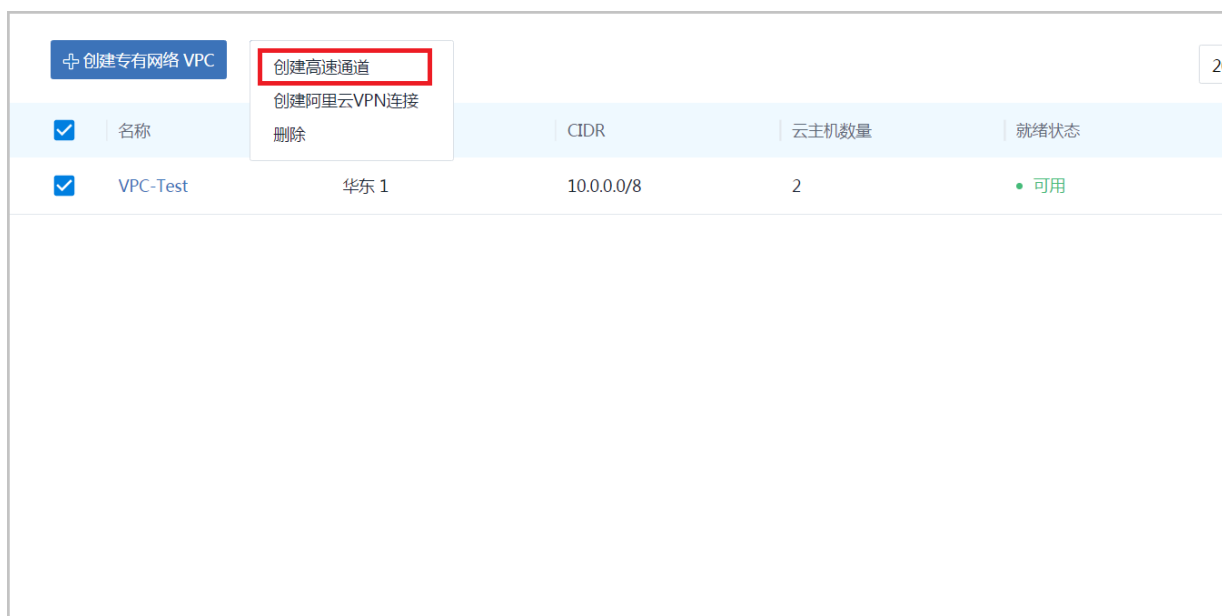 创建专有网络 VPC
创建高速通道
创建阿里云VPN连接
删除
名称 CIDR 云主机数量 就绪状态
VPC-Test 华东 1 10.0.0.0/8 2 可用